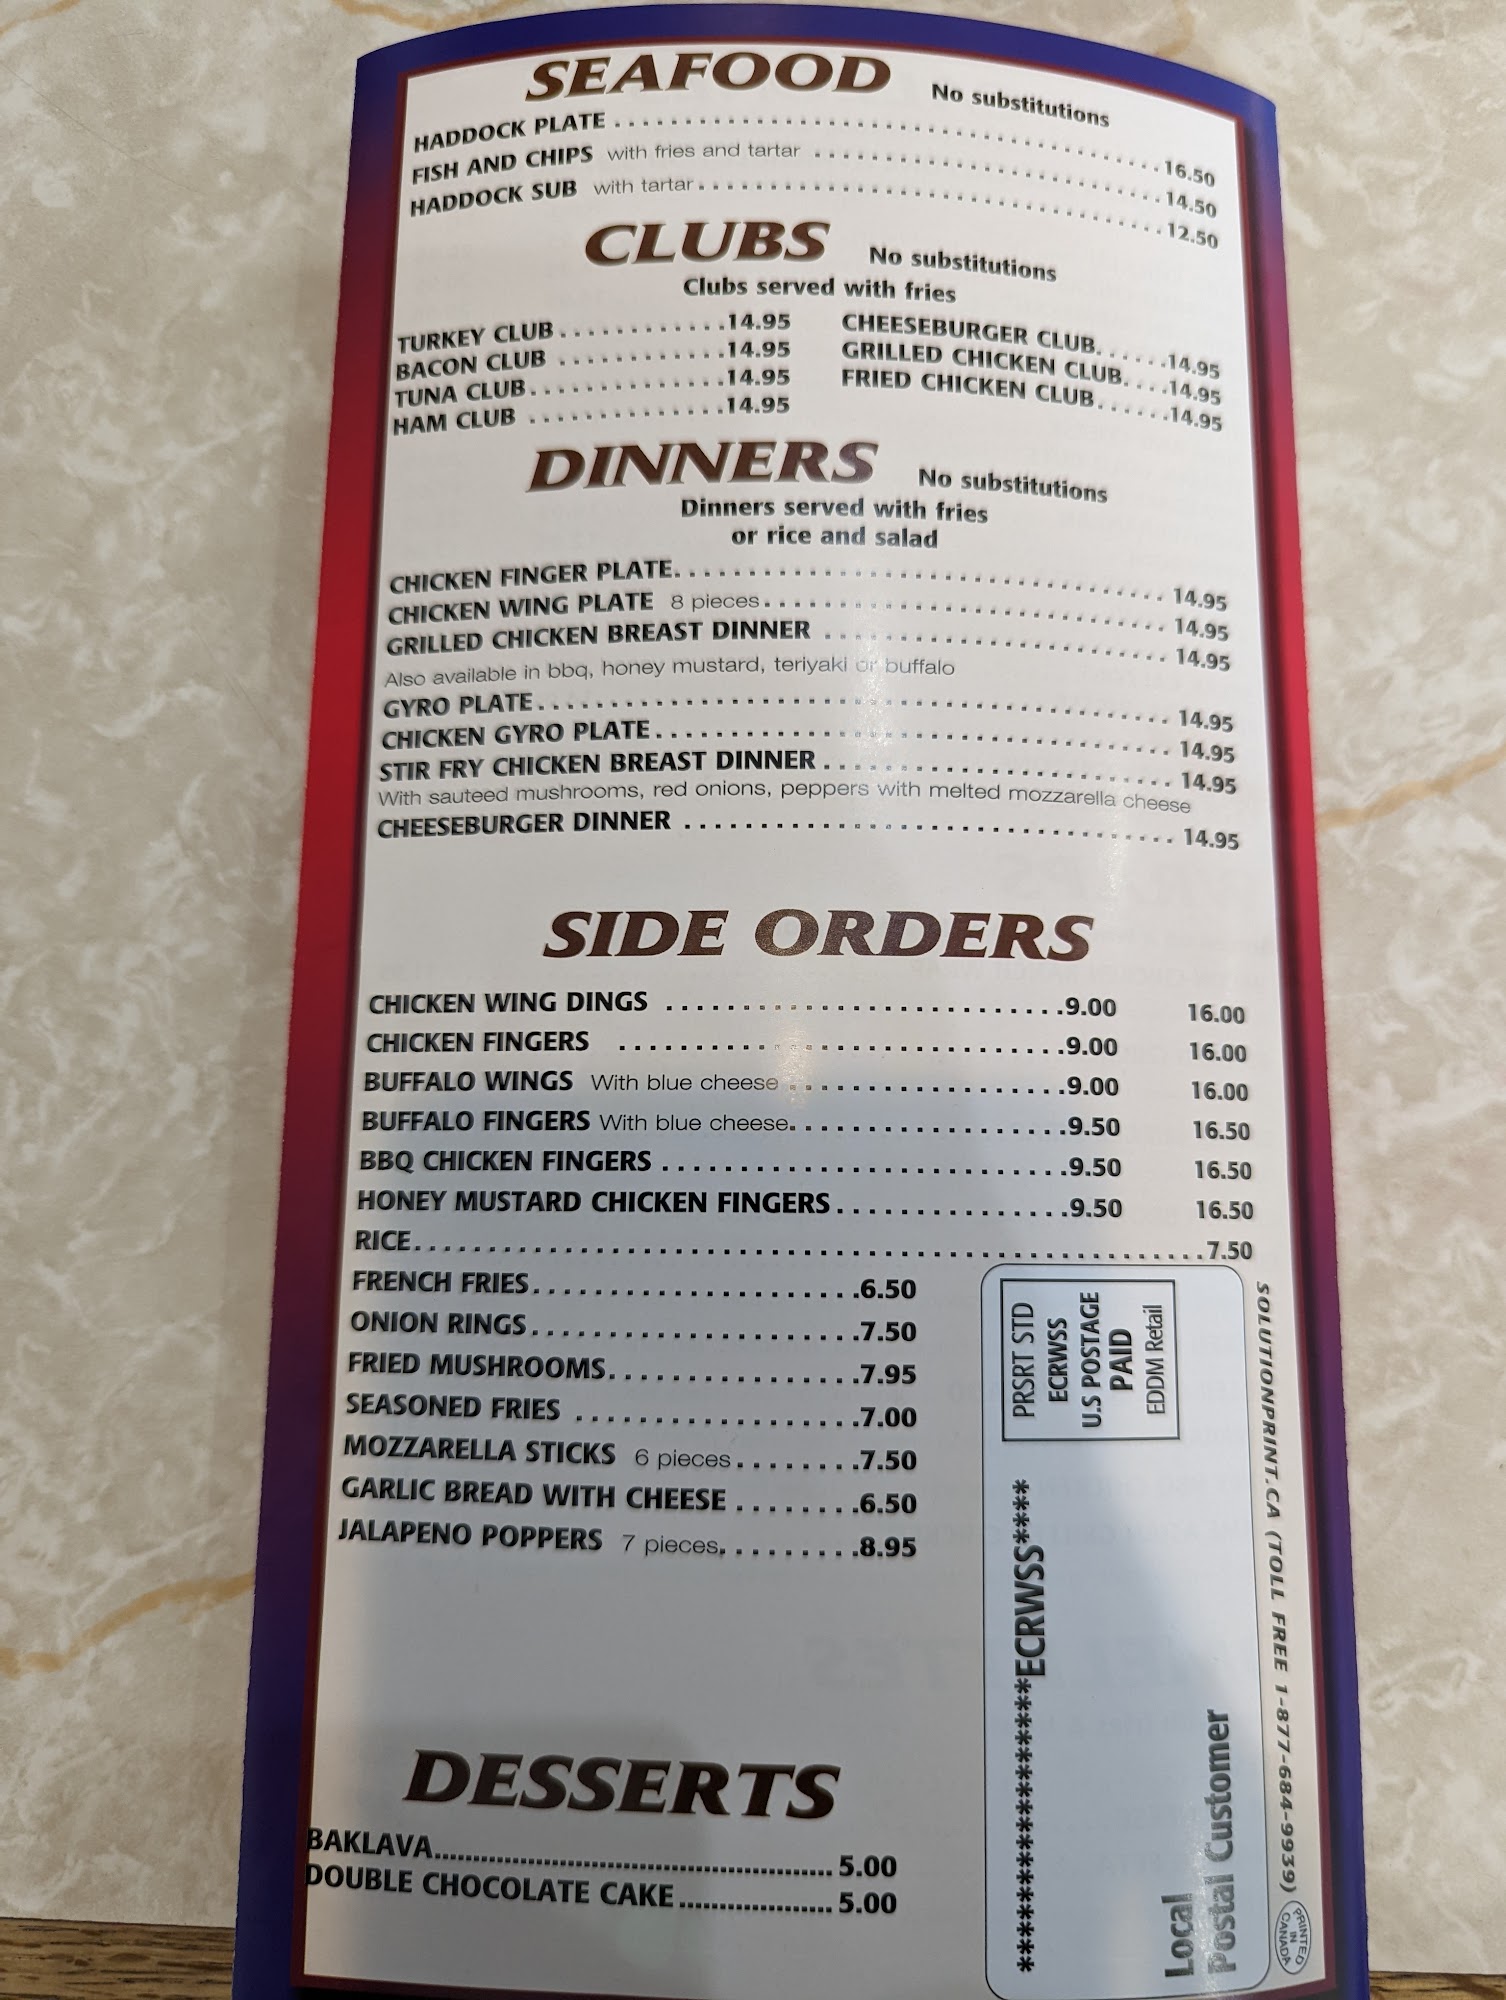 SEAFOOD No substitutions
HADDOCK PLATE 16.50
FISH AND CHIPS with fries and tartar 14.50
HADDOCK SUB with tartar 12.50
CLUBS No substitutions
Clubs served with fries
TURKEY CLUB 14.95
BACON CLUB 14.95
TUNA CLUB 14.95
HAM CLUB 14.95
CHEESEBURGER CLUB 14.95
GRILLED CHICKEN CLUB 14.95
FRIED CHICKEN CLUB 14.95
DINNERS No substitutions
Dinners served with fries
or rice and salad
CHICKEN FINGER PLATE 14.95
CHICKEN WING PLATE 8 pieces 14.95
GRILLED CHICKEN BREAST DINNER 14.95
Also available in bbq, honey mustard, teriyaki or buffalo
GYRO PLATE 14.95
CHICKEN GYRO PLATE 14.95
STIR FRY CHICKEN BREAST DINNER 14.95
With sauteed mushrooms, red onions, peppers with melted mozzarella cheese
CHEESEBURGER DINNER 14.95
SIDE ORDERS
CHICKEN WING DINGS 9.00 16.00
CHICKEN FINGERS 9.00 16.00
BUFFALO WINGS With blue cheese 9.00 16.00
BUFFALO FINGERS With blue cheese 9.50 16.50
BBQ CHICKEN FINGERS 9.50 16.50
HONEY MUSTARD CHICKEN FINGERS 9.50 16.50
RICE 7.50
FRENCH FRIES 6.50
ONION RINGS 7.50
FRIED MUSHROOMS 7.95
SEASONED FRIES 7.00
MOZZARELLA STICKS 6 pieces 7.50
GARLIC BREAD WITH CHEESE 6.50
JALAPENO POPPERS 7 pieces 8.95
DESSERTS
BAKLAVA 5.00
DOUBLE CHOCOLATE CAKE 5.00
PRSRT STD
ECRWSS
U.S POSTAGE
PAID
EDDM Retail
**********************ECRWSS*****
Local
Postal Customer
SOLUTIONPRINT.CA (TOLL FREE 1-877-684-9939)
PRINTED
IN
CANADA